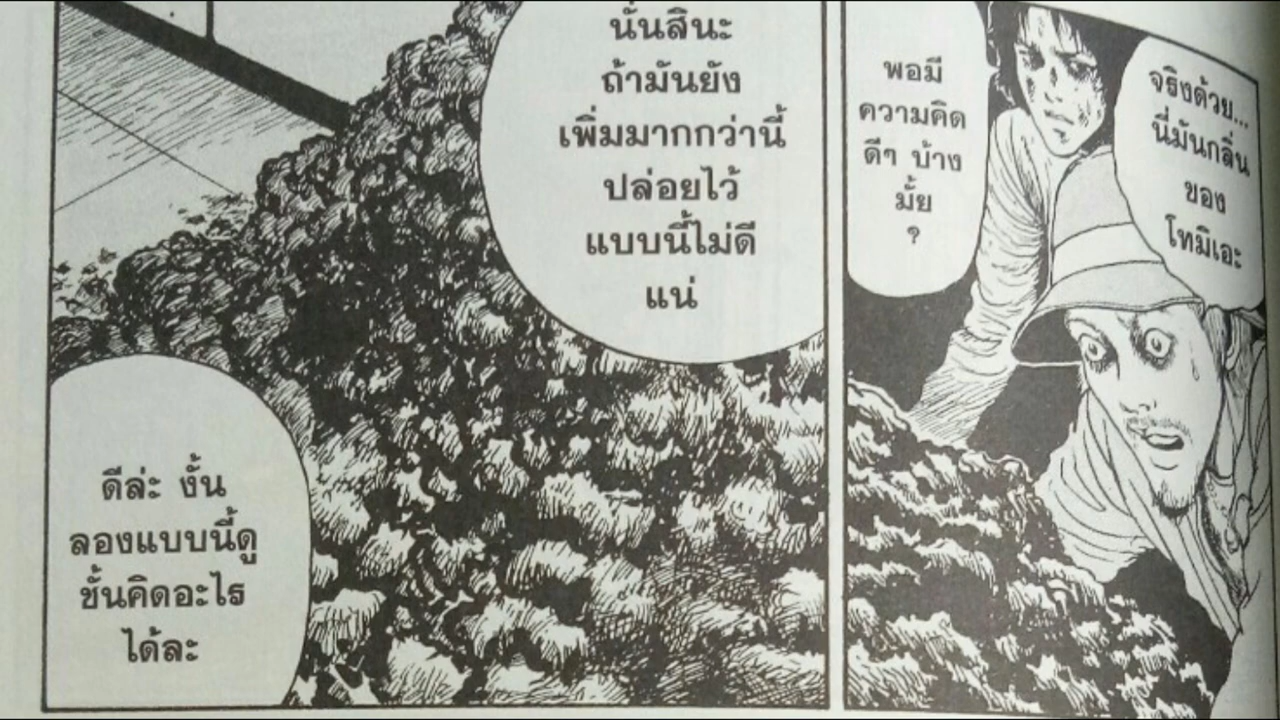 จริงด้วย...
นี่มันกลิ่น
ของ
โทมิเอะ
พอมี
ความคิด
ดีๆ บ้าง
มั้ย
?
นั่นสินะ
ถ้ามันยัง
เพิ่มมากกว่านี้
ปล่อยไว้
แบบนี้ไม่ดี
แน่
ดีล่ะ งั้น
ลองแบบนี้ดู
ชั้นคิดอะไร
ได้ละ